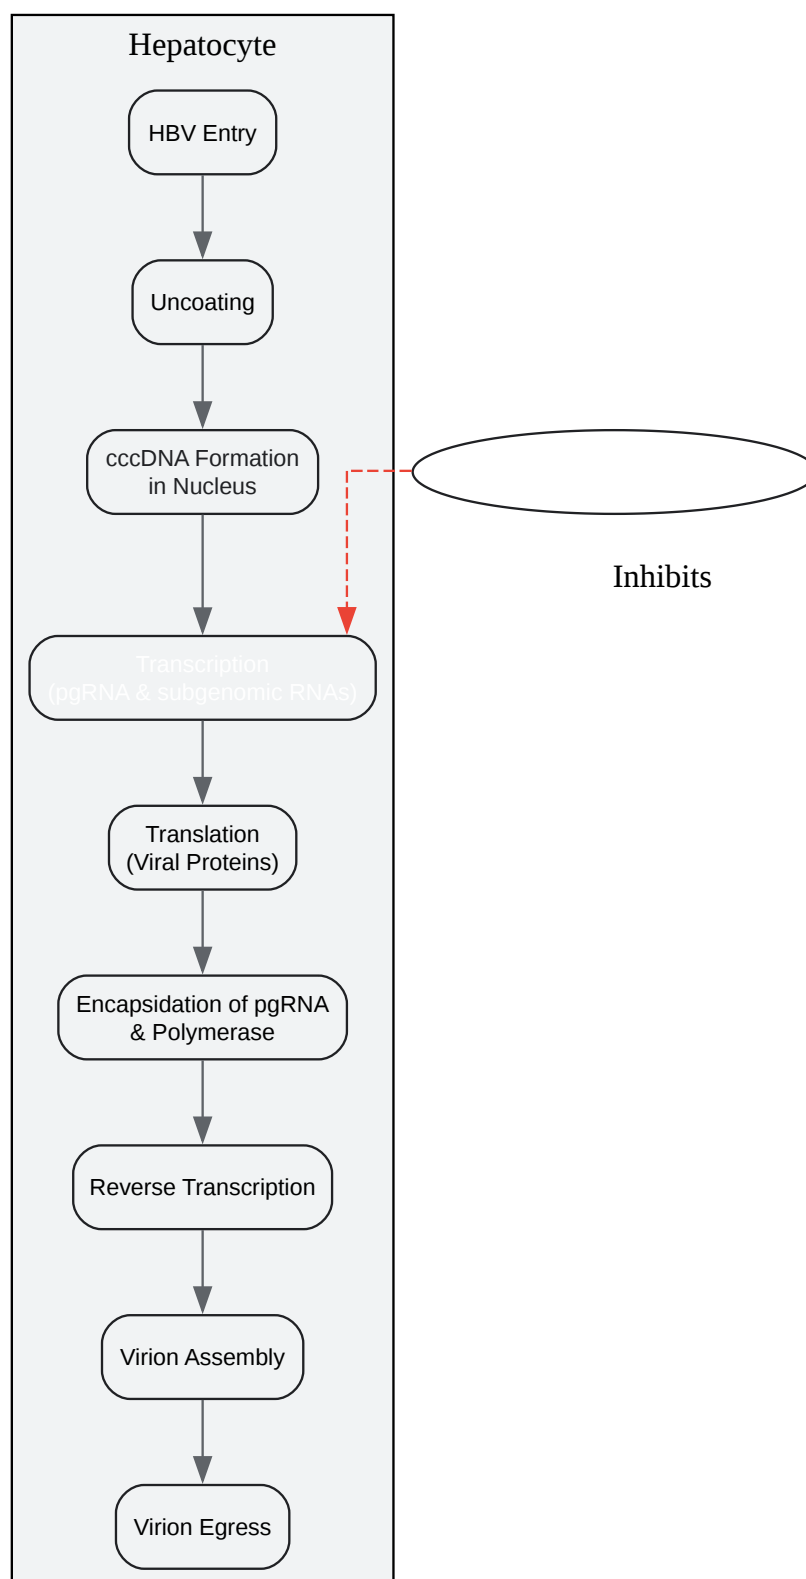 Hepatocyte
HBV Entry
Uncoating
cccDNA Formation
in Nucleus
Inhibits
Transcription
(pgRNA & subgenomic RNAs)
Translation
(Viral Proteins)
Encapsidation of pgRNA
& Polymerase
Reverse Transcription
Virion Assembly
Virion Egress